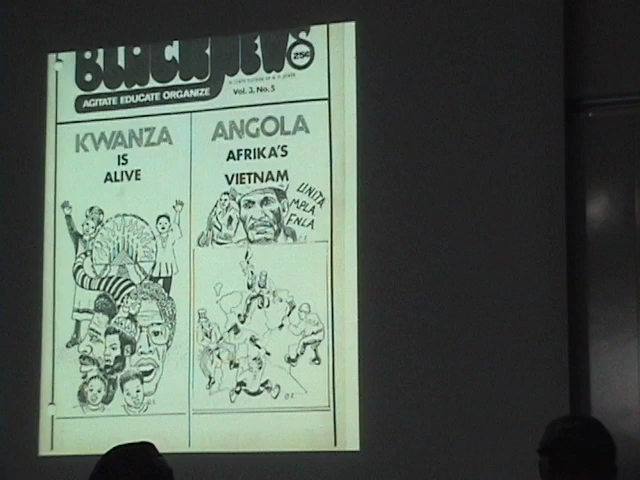 BLACK NEWS
25¢
AGITATE EDUCATE ORGANIZE
Vol. 3, No. 5
KWANZA
IS
ALIVE
ANGOLA
AFRIKA'S
VIETNAM
UNITA
MPLA
FNLA